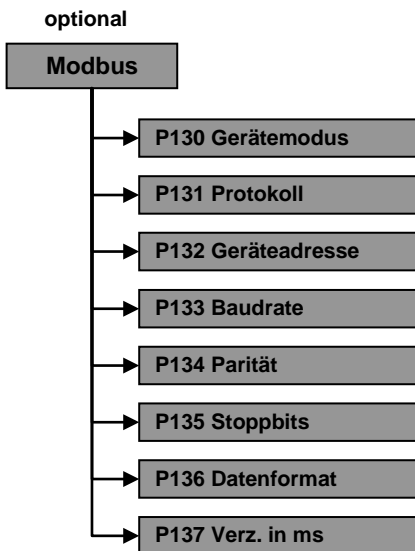 optional
Modbus
P130 Gerätemodus
P131 Protokoll
P132 Geräteadresse
P133 Baudrate
P134 Parität
P135 Stoppbits
P136 Datenformat
P137 Verz. in ms